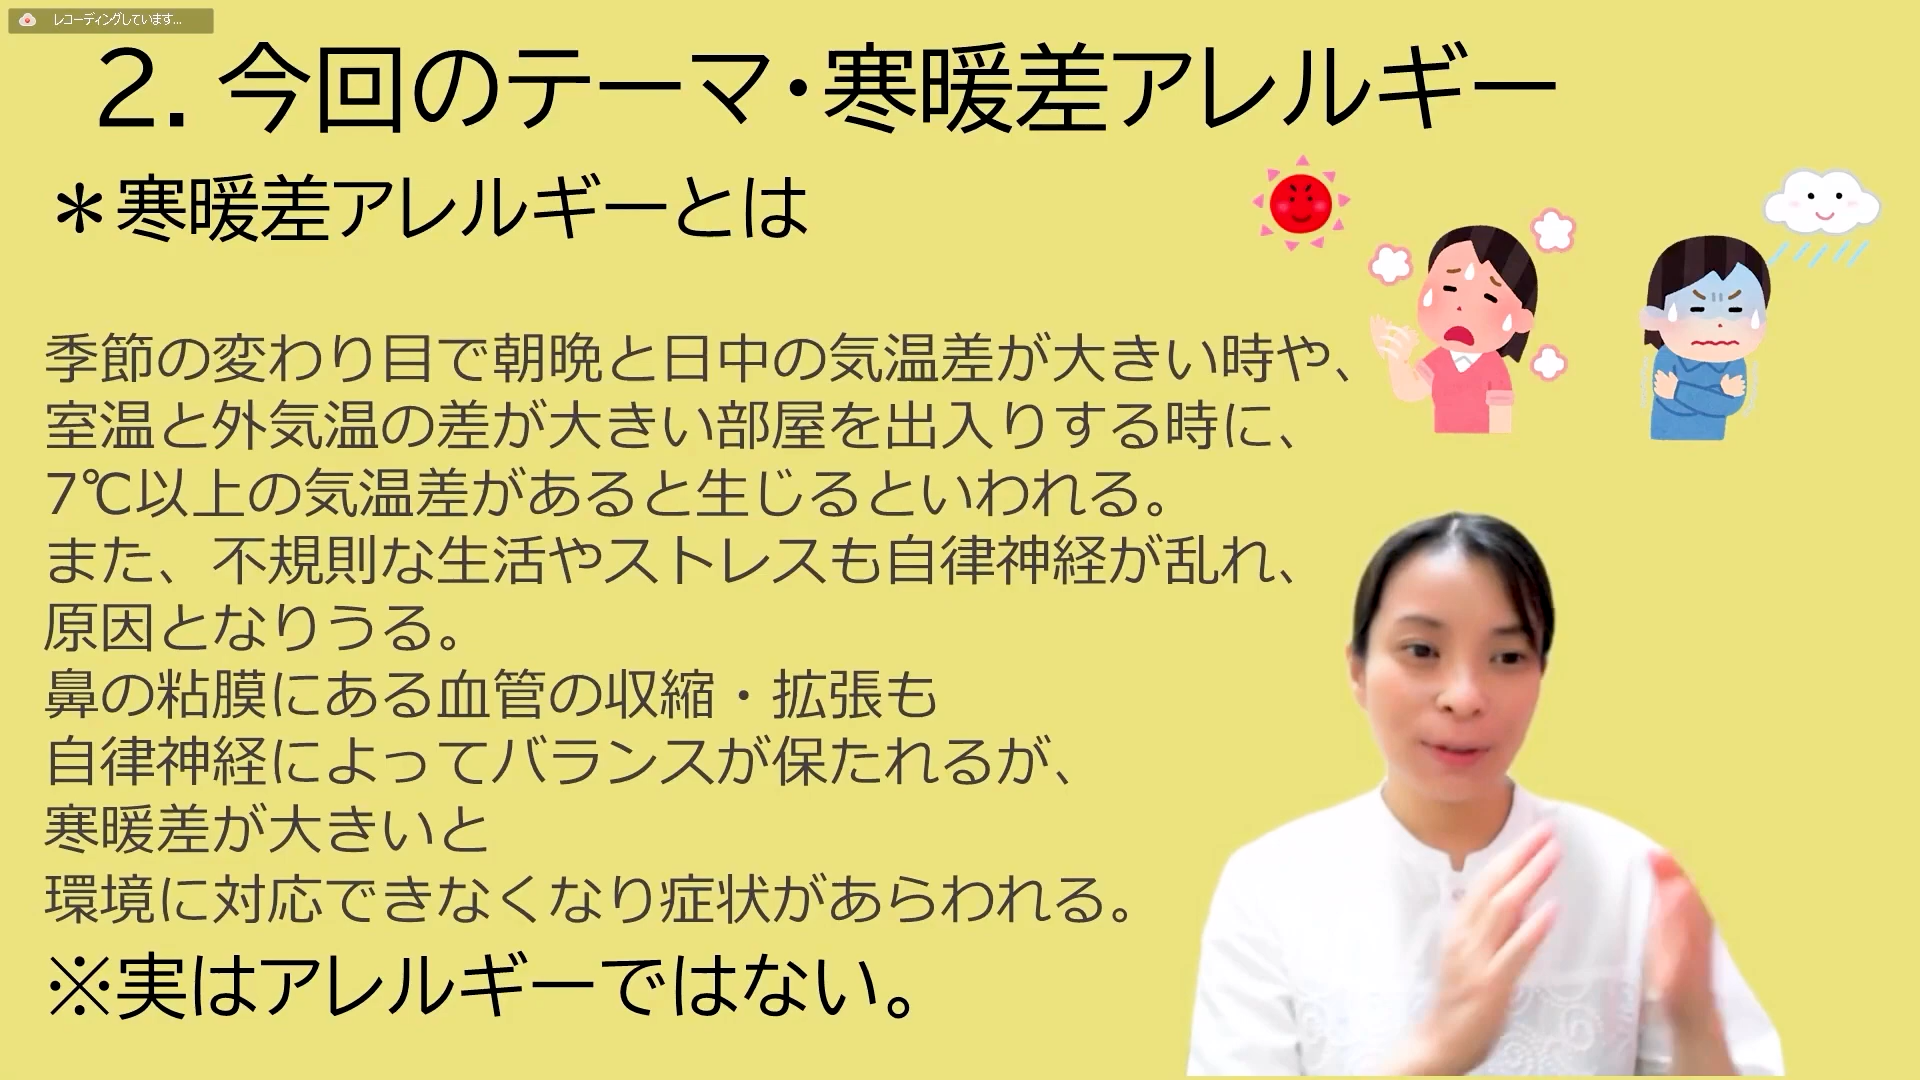 レコーディングしています...
2. 今回のテーマ・寒暖差アレルギー
＊寒暖差アレルギーとは
季節の変わり目で朝晩と日中の気温差が大きい時や、
室温と外気温の差が大きい部屋を出入りする時に、
7℃以上の気温差があると生じるといわれる。
また、不規則な生活やストレスも自律神経が乱れ、
原因となりうる。
鼻の粘膜にある血管の収縮・拡張も
自律神経によってバランスが保たれるが、
寒暖差が大きいと
環境に対応できなくなり症状があらわれる。
※実はアレルギーではない。